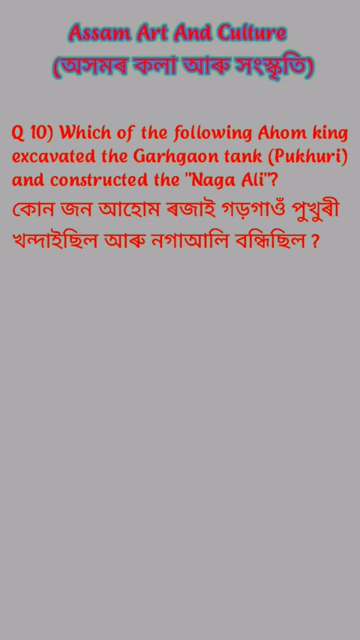 Assam Art And Culture
(অসমৰ কলা আৰু সংস্কৃতি)
Q 10) Which of the following Ahom king
excavated the Garhgaon tank (Pukhuri)
and constructed the "Naga Ali"?
কোন জন আহোম ৰজাই গড়গাওঁ পুখুৰী
খন্দাইছিল আৰু নগাআলি বন্ধিছিল ?